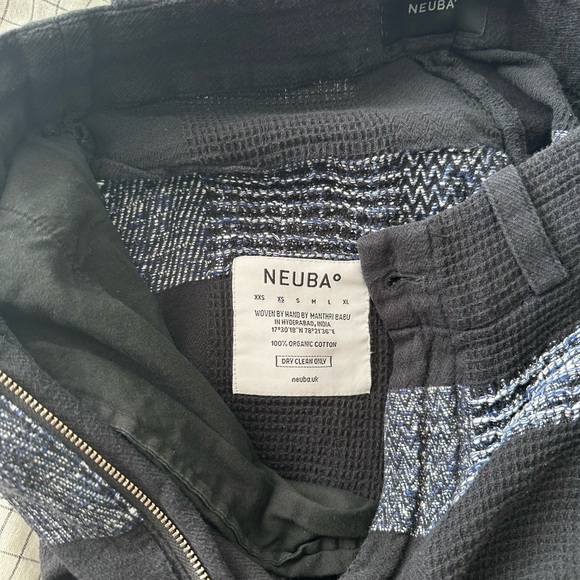 NEUBA°
NEUBA°
XXS XS S M L XL
WOVEN BY HAND BY MANTHRI BABU
IN HYDERABAD, INDIA
17°30'18"N 78°21'36"E
100% ORGANIC COTTON
DRY CLEAN ONLY
neuba.uk